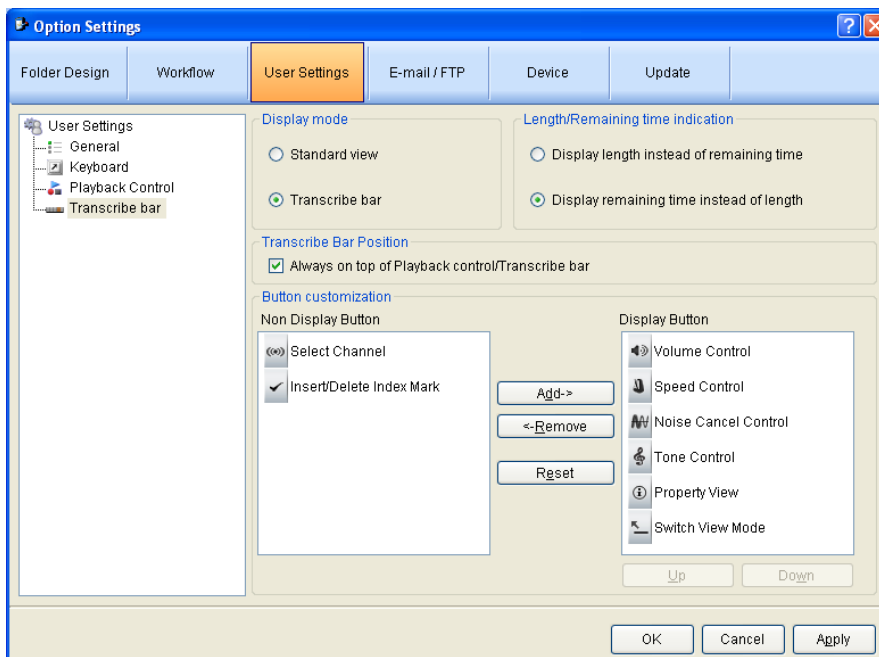 Option Settings
Folder Design
Workflow
User Settings
E-mail / FTP
Device
Update
User Settings
General
Keyboard
Playback Control
Transcribe bar
Display mode
Standard view
Transcribe bar
Length/Remaining time indication
Display length instead of remaining time
Display remaining time instead of length
Transcribe Bar Position
Always on top of Playback control/Transcribe bar
Button customization
Non Display Button
Select Channel
Insert/Delete Index Mark
Add->
<-Remove
Reset
Display Button
Volume Control
Speed Control
Noise Cancel Control
Tone Control
Property View
Switch View Mode
Up
Down
OK
Cancel
Apply